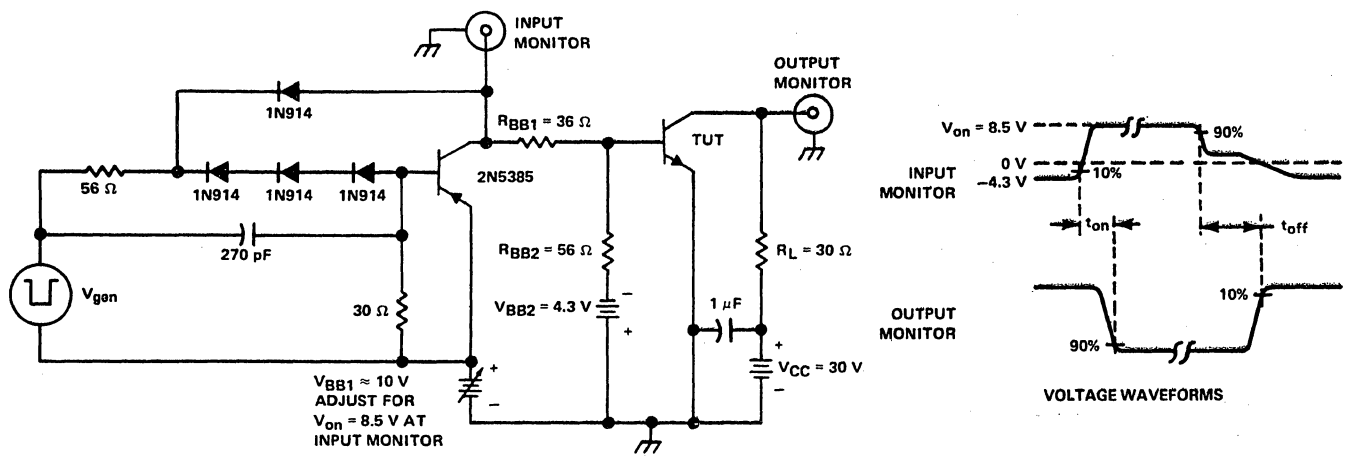 INPUT
MONITOR
OUTPUT
MONITOR
1N914
RBB1 = 36 Ω
TUT
56 Ω
1N914
1N914
1N914
2N5385
270 pF
RBB2 = 56 Ω
RL = 30 Ω
Vgen
30 Ω
VBB2 = 4.3 V
−
+
1 μF
+
−
VCC = 30 V
VBB1 ≈ 10 V
ADJUST FOR
Von = 8.5 V AT
INPUT MONITOR
+
−
Von = 8.5 V
90%
0 V
INPUT
MONITOR
−4.3 V
10%
ton
toff
OUTPUT
MONITOR
10%
90%
VOLTAGE WAVEFORMS